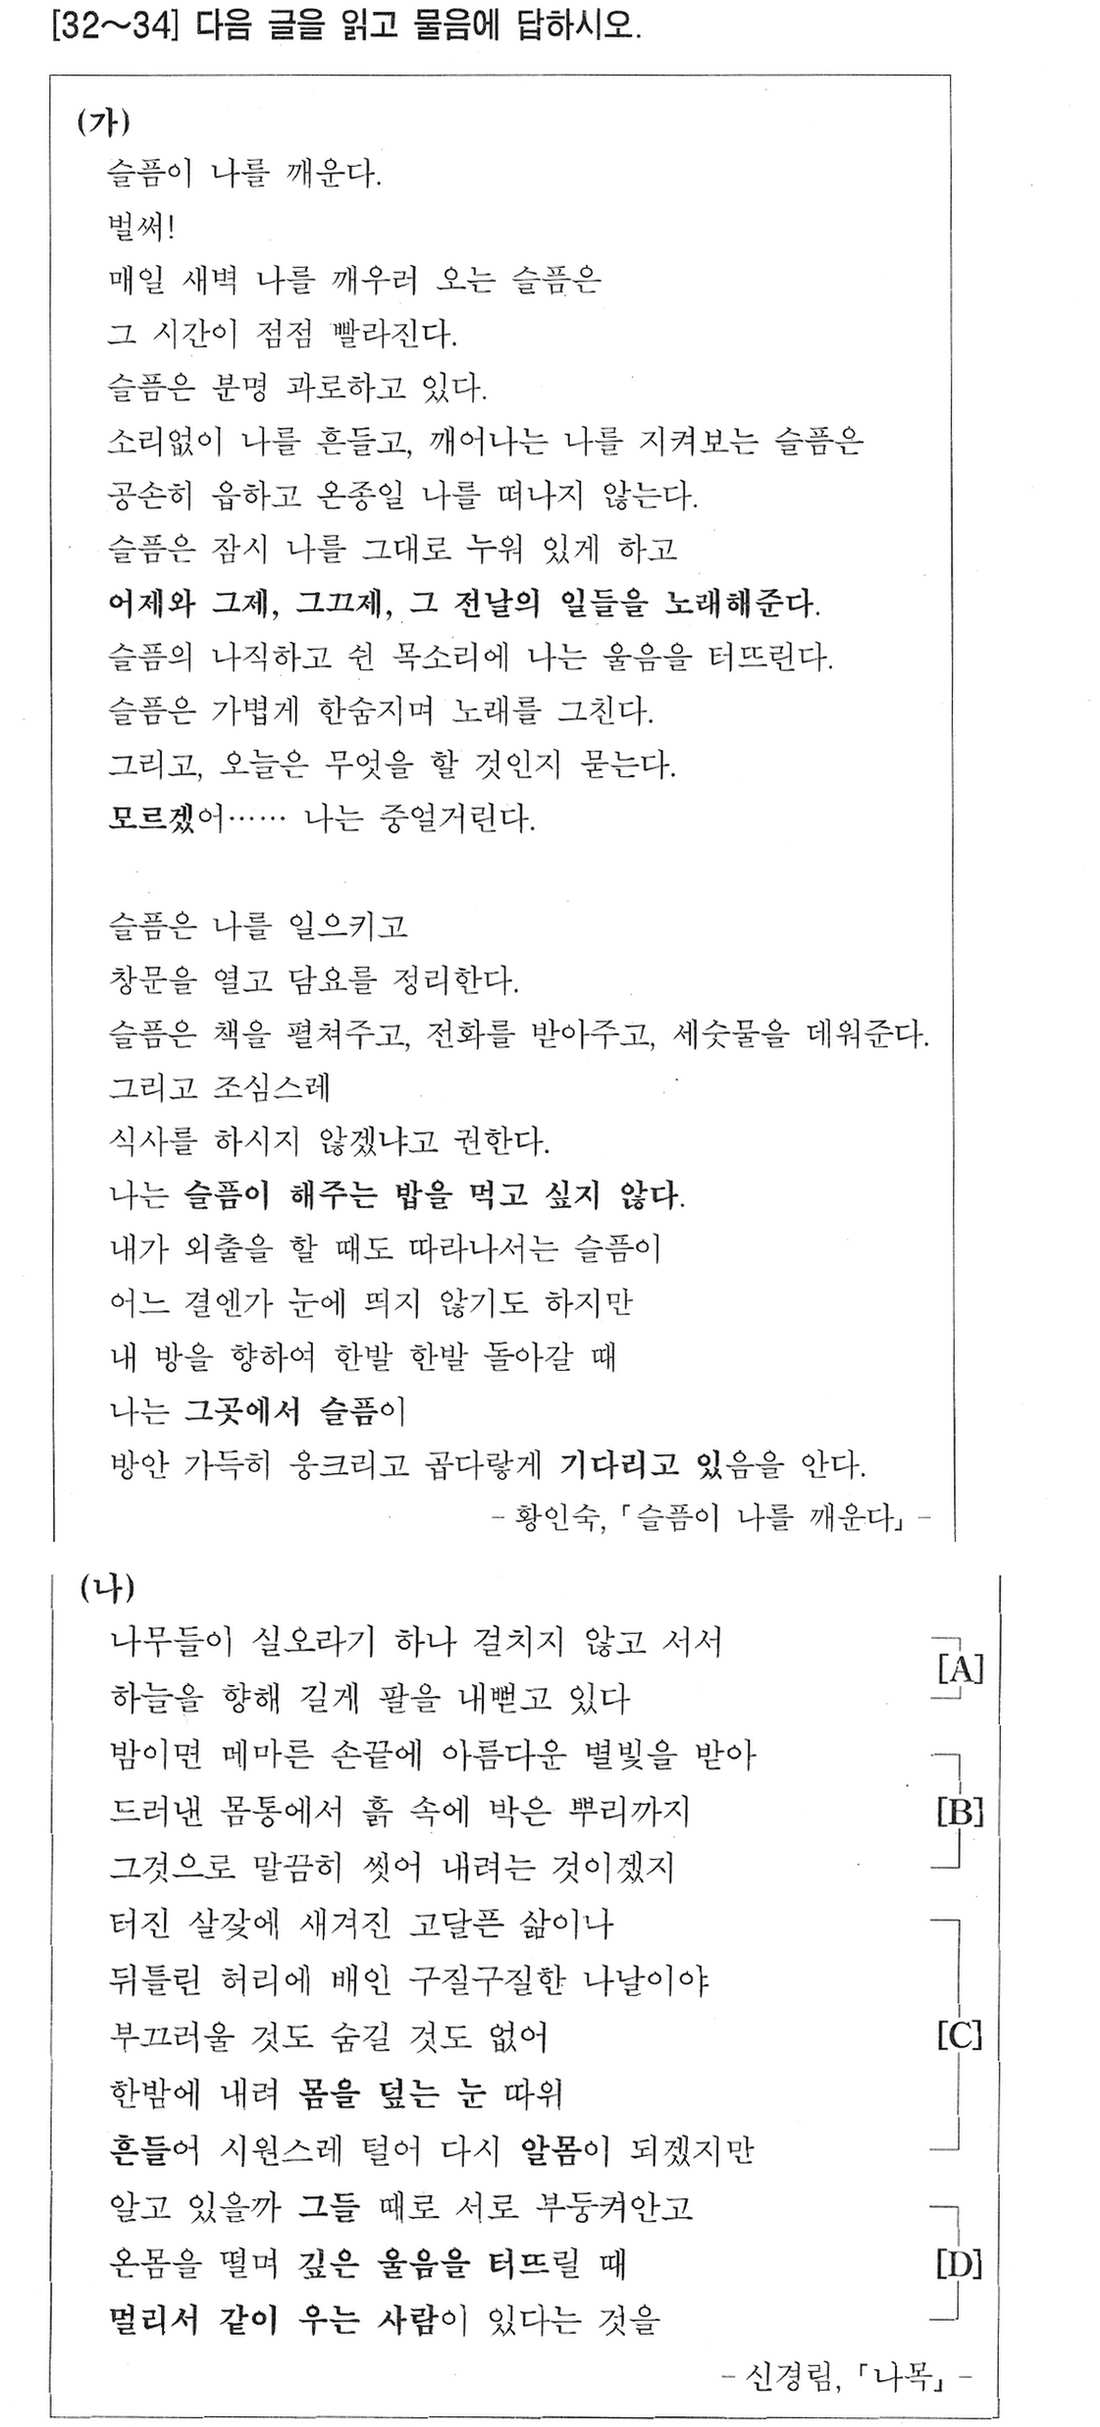 [32～34] 다음 글을 읽고 물음에 답하시오.
(가)
슬픔이 나를 깨운다.
벌써!
매일 새벽 나를 깨우러 오는 슬픔은
그 시간이 점점 빨라진다.
슬픔은 분명 과로하고 있다.
소리없이 나를 흔들고, 깨어나는 나를 지켜보는 슬픔은
공손히 읍하고 온종일 나를 떠나지 않는다.
슬픔은 잠시 나를 그대로 누워 있게 하고
어제와 그제, 그끄제, 그 전날의 일들을 노래해준다.
슬픔의 나직하고 쉰 목소리에 나는 울음을 터뜨린다.
슬픔은 가볍게 한숨지며 노래를 그친다.
그리고, 오늘은 무엇을 할 것인지 묻는다.
모르겠어…… 나는 중얼거린다.
슬픔은 나를 일으키고
창문을 열고 담요를 정리한다.
슬픔은 책을 펼쳐주고, 전화를 받아주고, 세숫물을 데워준다.
그리고 조심스레
식사를 하시지 않겠냐고 권한다.
나는 슬픔이 해주는 밥을 먹고 싶지 않다.
내가 외출을 할 때도 따라나서는 슬픔이
어느 결엔가 눈에 띄지 않기도 하지만
내 방을 향하여 한발 한발 돌아갈 때
나는 그곳에서 슬픔이
방안 가득히 웅크리고 곱다랗게 기다리고 있음을 안다.
- 황인숙, ｢슬픔이 나를 깨운다｣ -
(나)
나무들이 실오라기 하나 걸치지 않고 서서
[A]
하늘을 향해 길게 팔을 내뻗고 있다
밤이면 메마른 손끝에 아름다운 별빛을 받아
드러낸 몸통에서 흙 속에 박은 뿌리까지 [B]
그것으로 말끔히 씻어 내려는 것이겠지
터진 살갗에 새겨진 고달픈 삶이나
뒤틀린 허리에 배인 구질구질한 나날이야
부끄러울 것도 숨길 것도 없어 [C]
한밤에 내려 몸을 덮는 눈 따위
흔들어 시원스레 털어 다시 알몸이 되겠지만
알고 있을까 그들 때로 서로 부둥켜안고
온몸을 떨며 깊은 울음을 터뜨릴 때 [D]
멀리서 같이 우는 사람이 있다는 것을
- 신경림, ｢나목｣ -